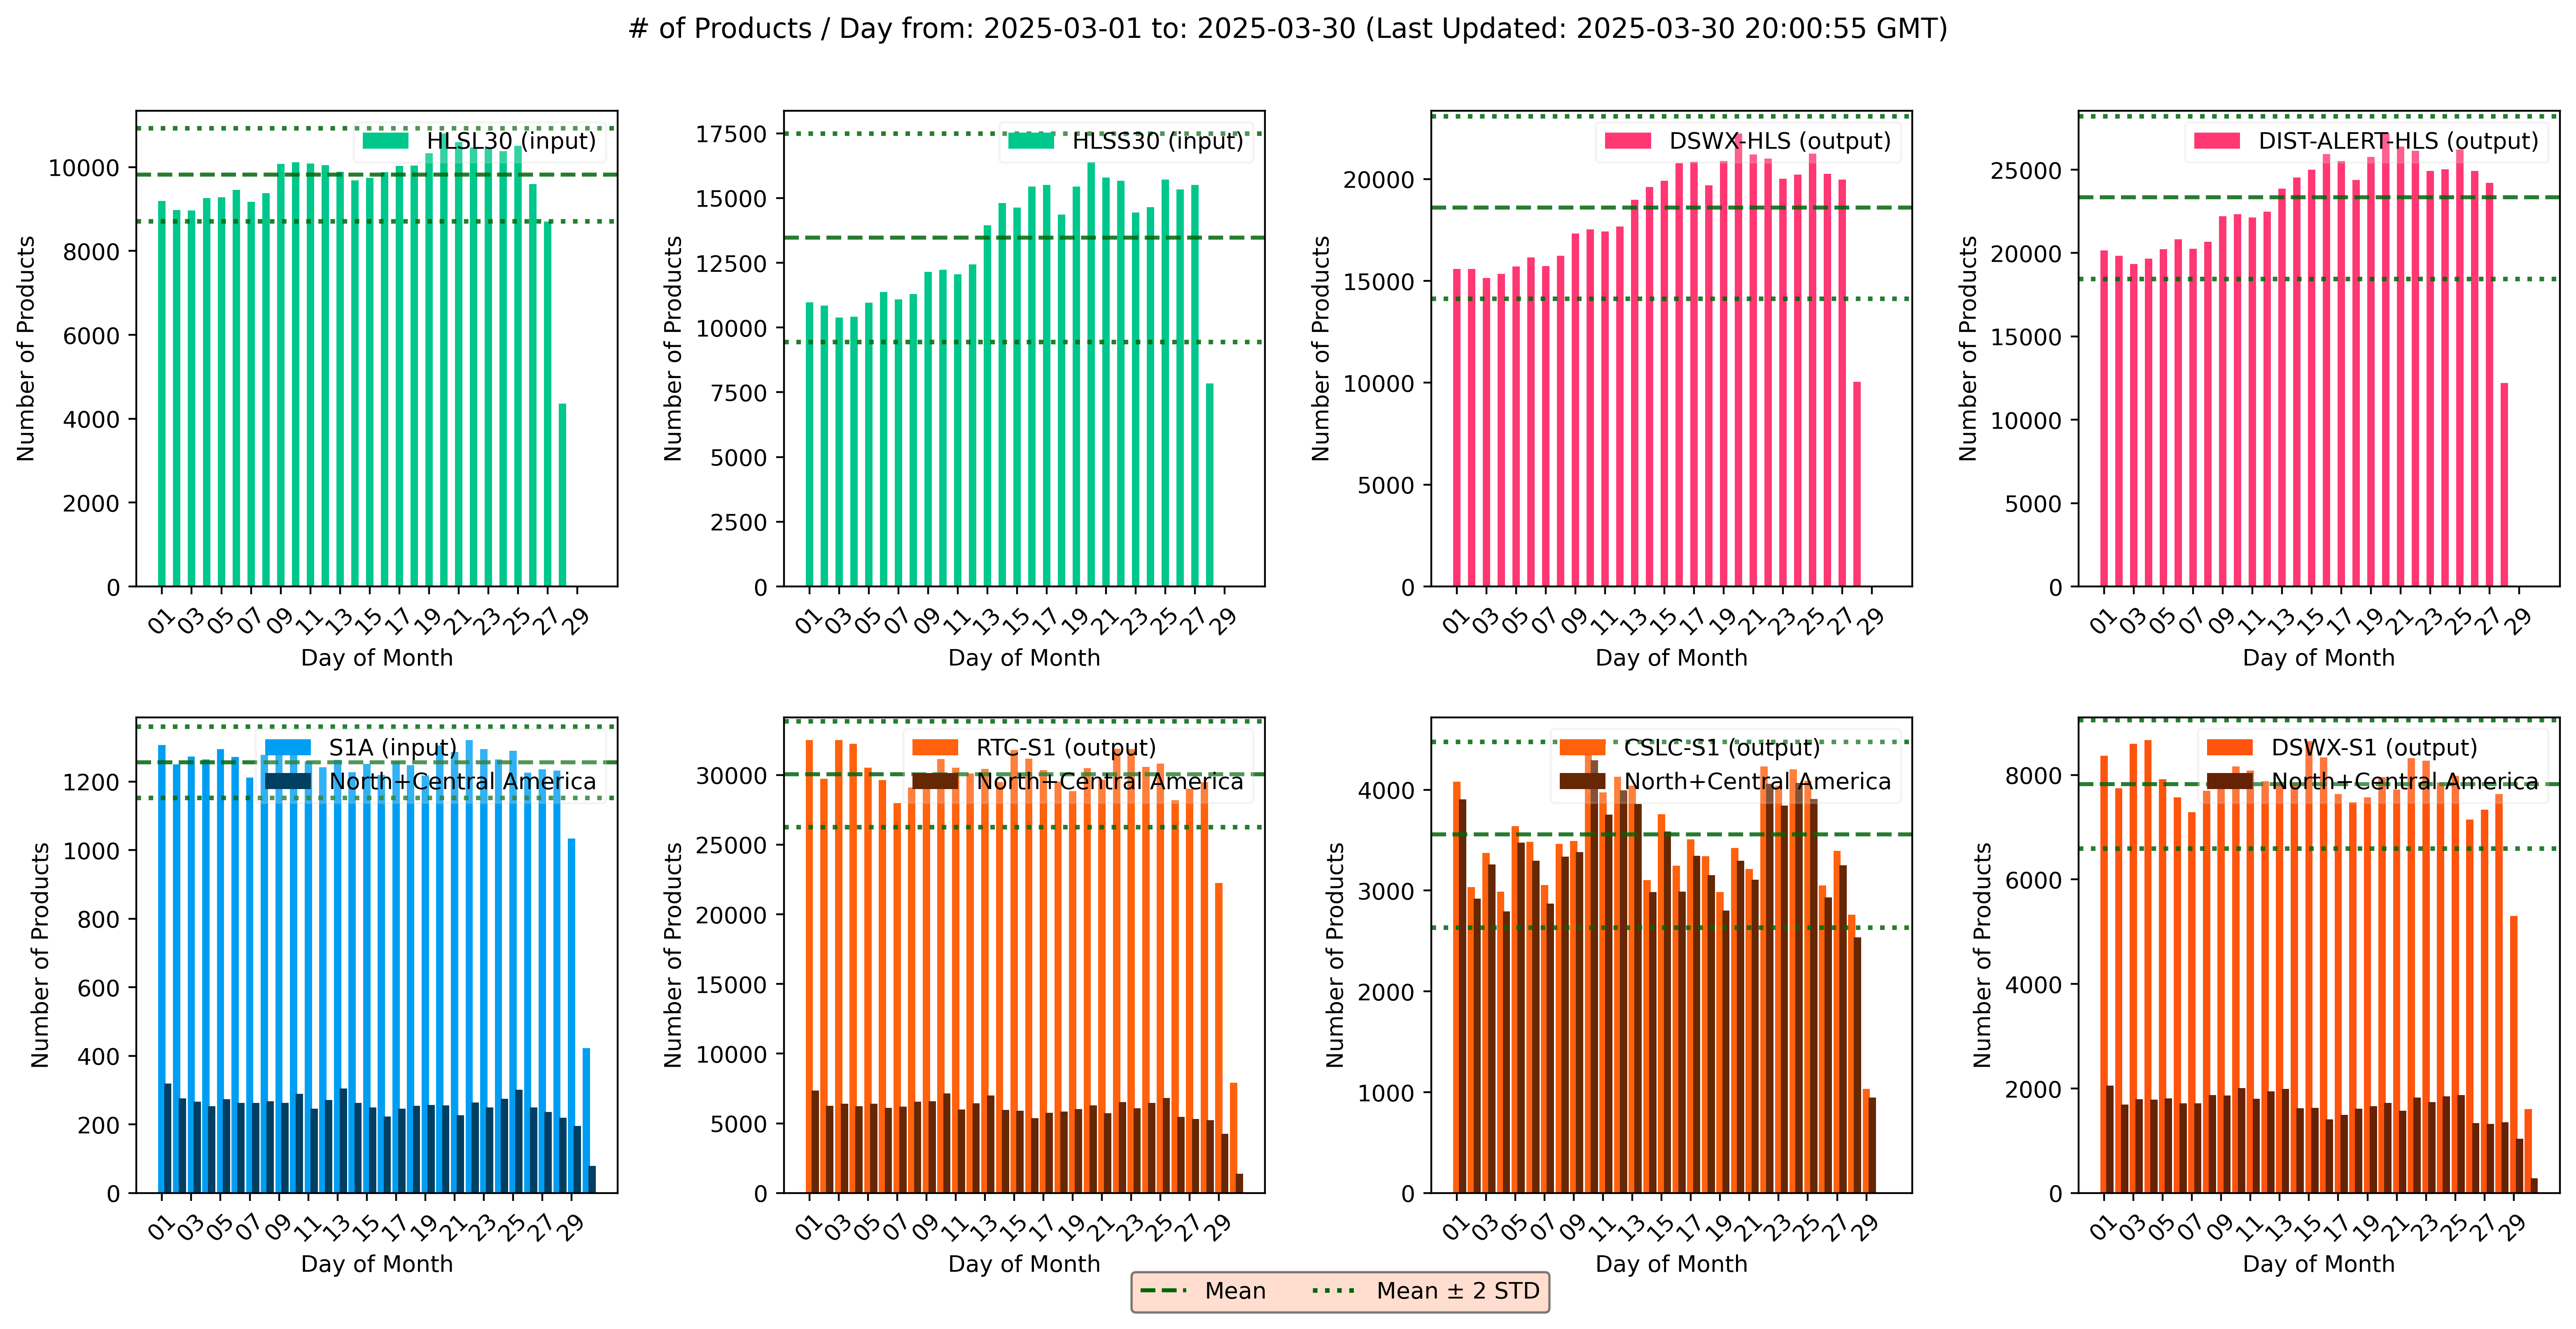 # of Products / Day from: 2025-03-01 to: 2025-03-30 (Last Updated: 2025-03-30 20:00:55 GMT)
Number of Products
10000
8000
6000
4000
2000
0
HLSL30 (input)
01 03 05 07 09 11 13 15 17 19 21 23 25 27 29
Day of Month
Number of Products
17500
15000
12500
10000
7500
5000
2500
0
HLSS30 (input)
01 03 05 07 09 11 13 15 17 19 21 23 25 27 29
Day of Month
Number of Products
20000
15000
10000
5000
0
DSWX-HLS (output)
01 03 05 07 09 11 13 15 17 19 21 23 25 27 29
Day of Month
Number of Products
25000
20000
15000
10000
5000
0
DIST-ALERT-HLS (output)
01 03 05 07 09 11 13 15 17 19 21 23 25 27 29
Day of Month
Number of Products
1200
1000
800
600
400
200
0
S1A (input)
North+Central America
01 03 05 07 09 11 13 15 17 19 21 23 25 27 29
Day of Month
Number of Products
30000
25000
20000
15000
10000
5000
0
RTC-S1 (output)
North+Central America
01 03 05 07 09 11 13 15 17 19 21 23 25 27 29
Day of Month
Number of Products
4000
3000
2000
1000
0
CSLC-S1 (output)
North+Central America
01 03 05 07 09 11 13 15 17 19 21 23 25 27 29
Day of Month
Number of Products
8000
6000
4000
2000
0
DSWX-S1 (output)
North+Central America
01 03 05 07 09 11 13 15 17 19 21 23 25 27 29
Day of Month
Mean
Mean ± 2 STD